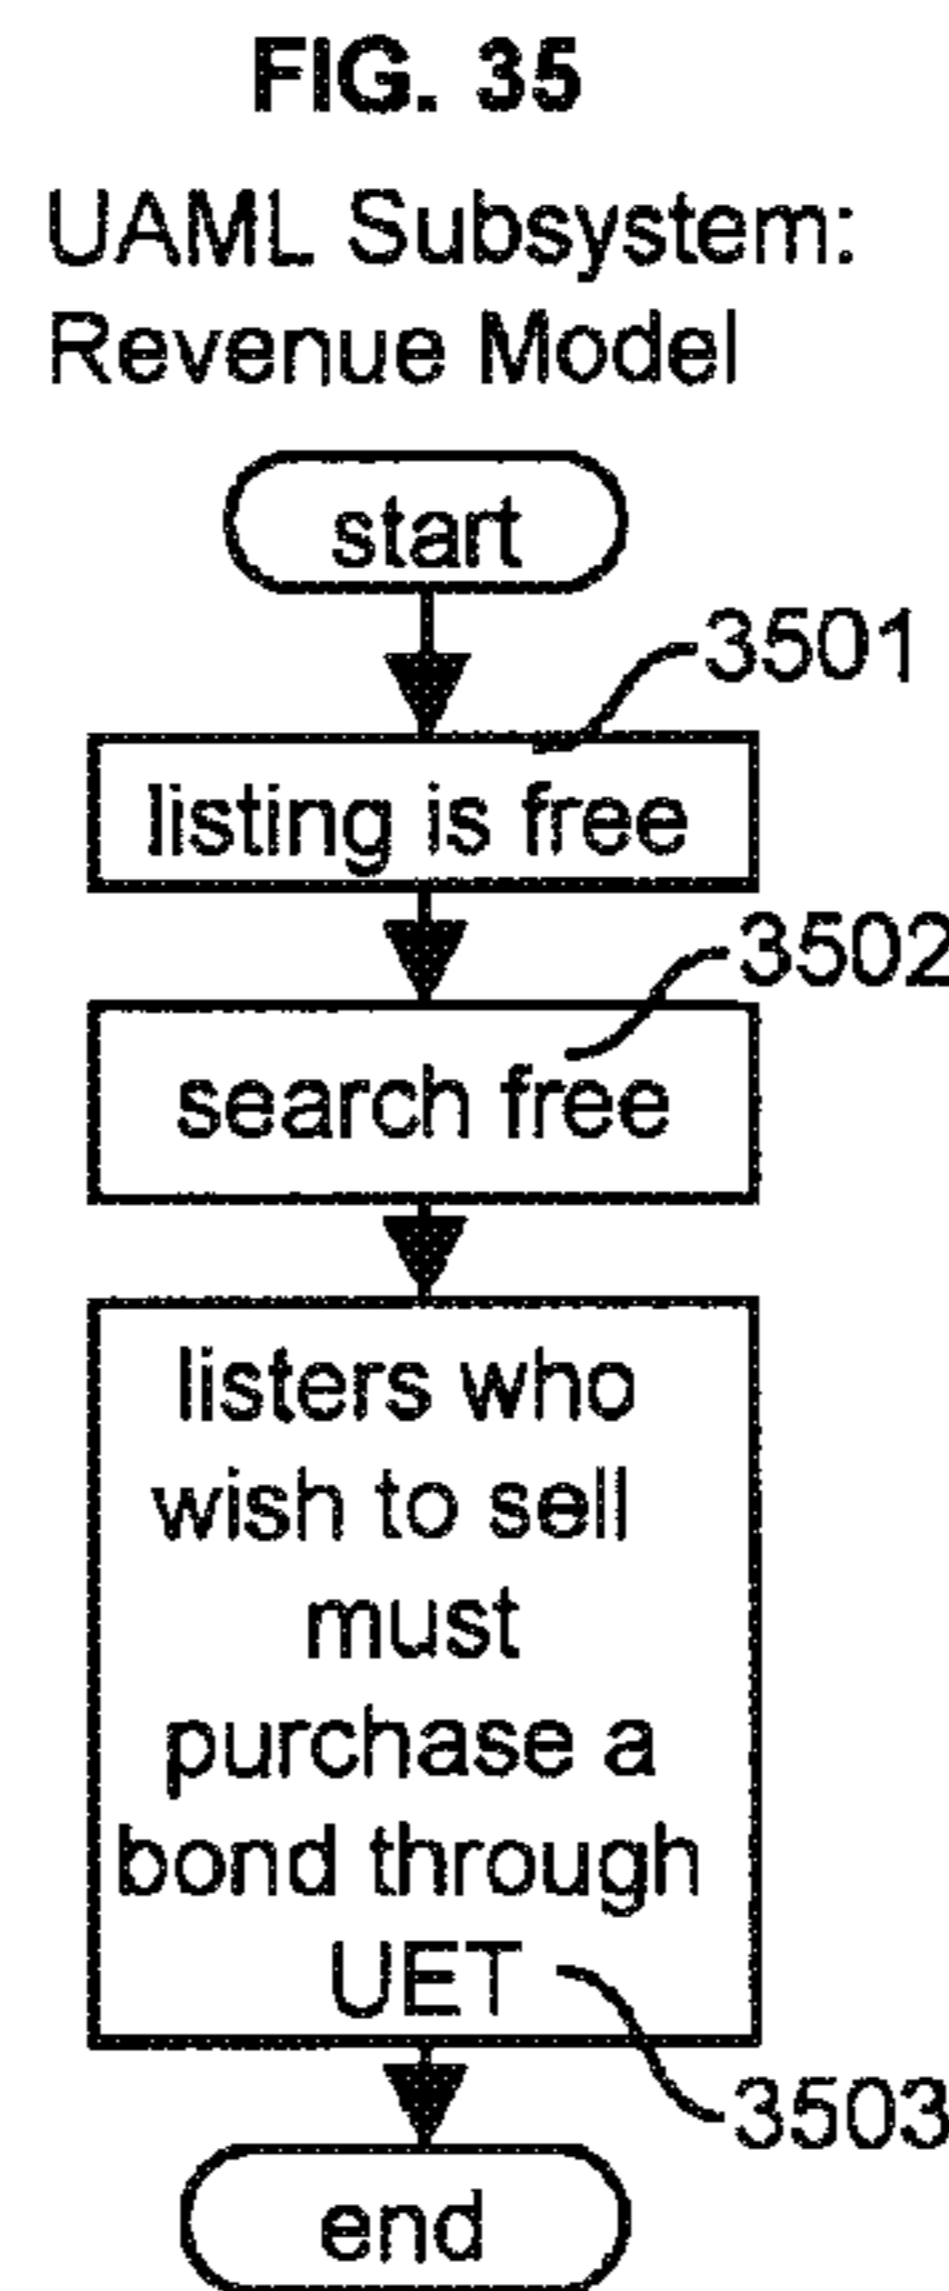 FIG. 35
UAML Subsystem:
Revenue Model
start
3501
listing is free
3502
search free
listers who
wish to sell
must
purchase a
bond through
UET
3503
end